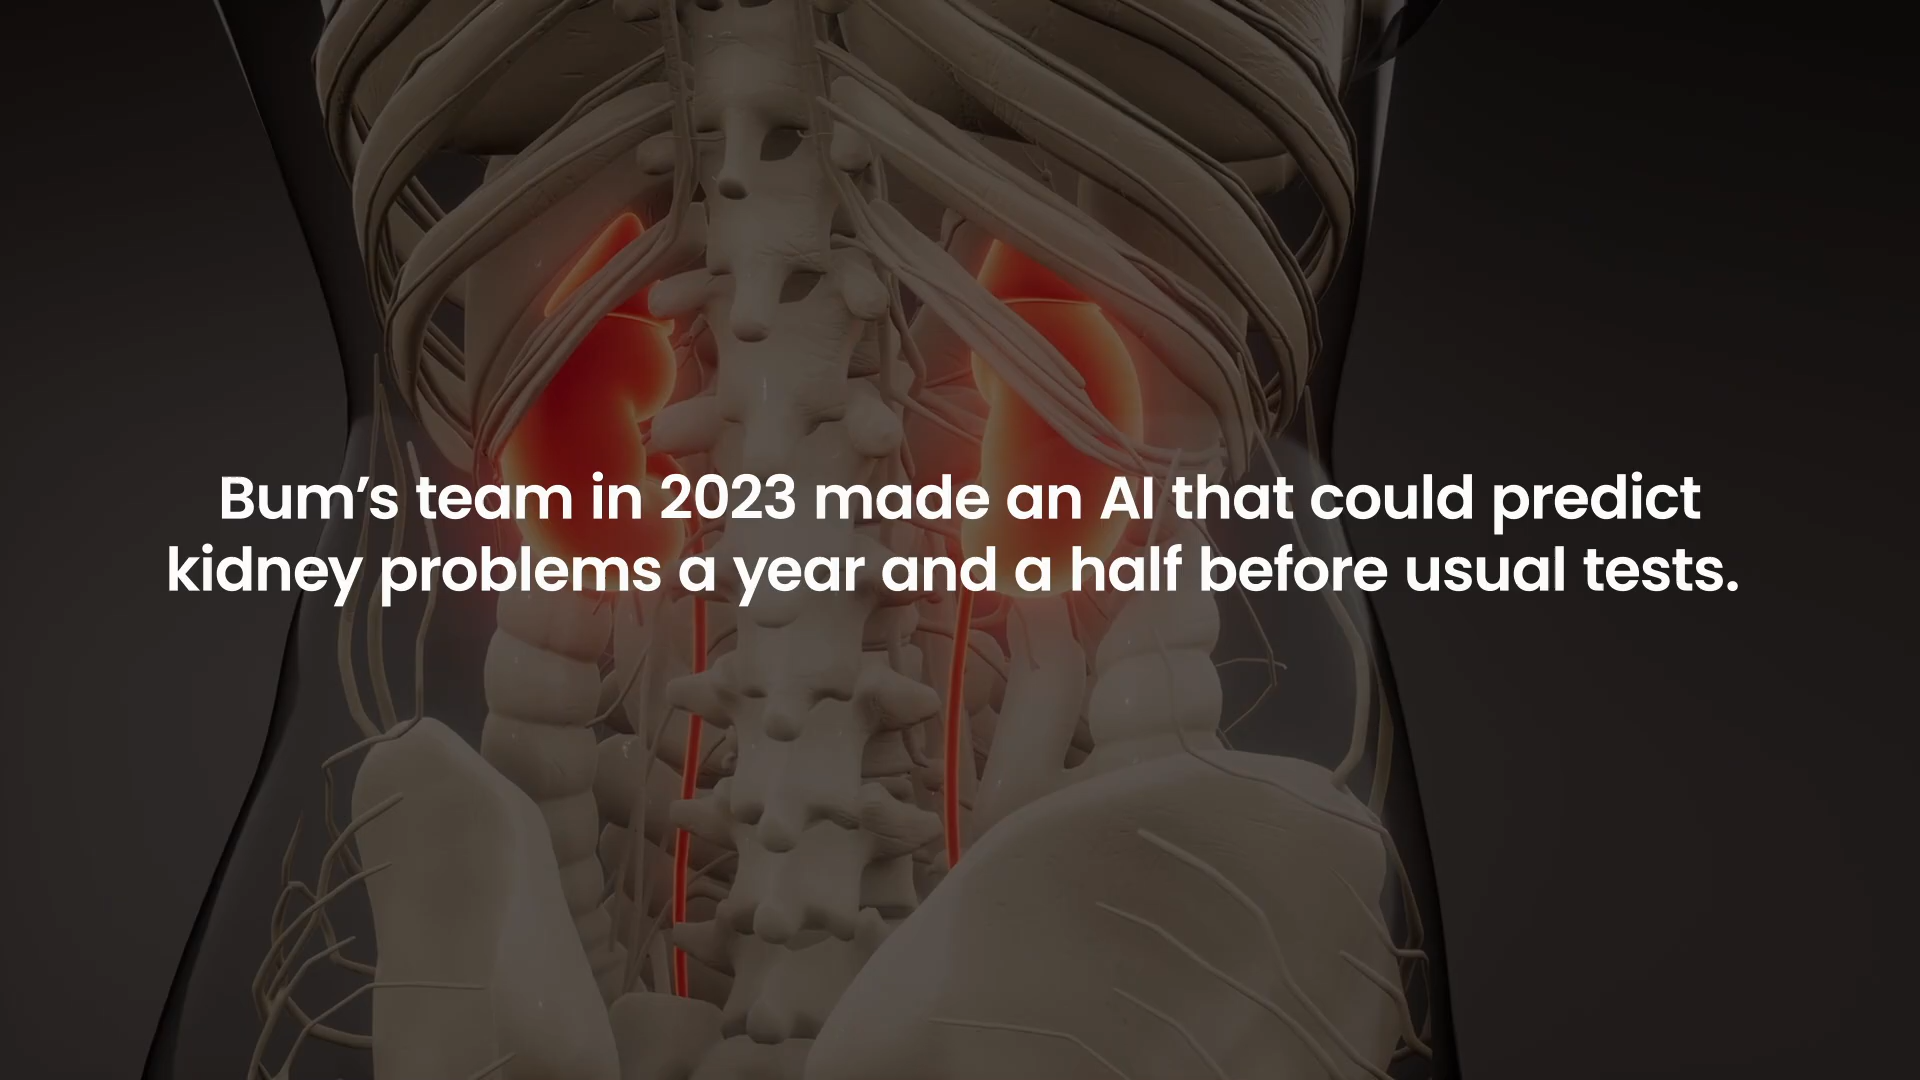 Bum’s team in 2023 made an AI that could predict
kidney problems a year and a half before usual tests.